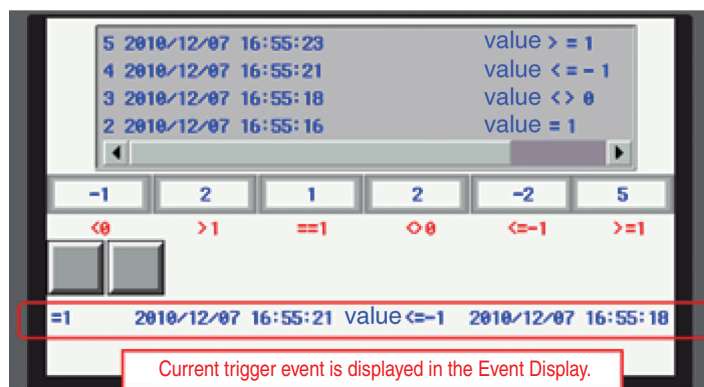 5 2010/12/07 16:55:23 value > = 1
4 2010/12/07 16:55:21 value < = - 1
3 2010/12/07 16:55:18 value <> 0
2 2010/12/07 16:55:16 value = 1
-1 2 1 2 -2 5
<0 >1 ==1 <>0 <=-1 >=1
=1 2010/12/07 16:55:21 value<=-1 2010/12/07 16:55:18
Current trigger event is displayed in the Event Display.